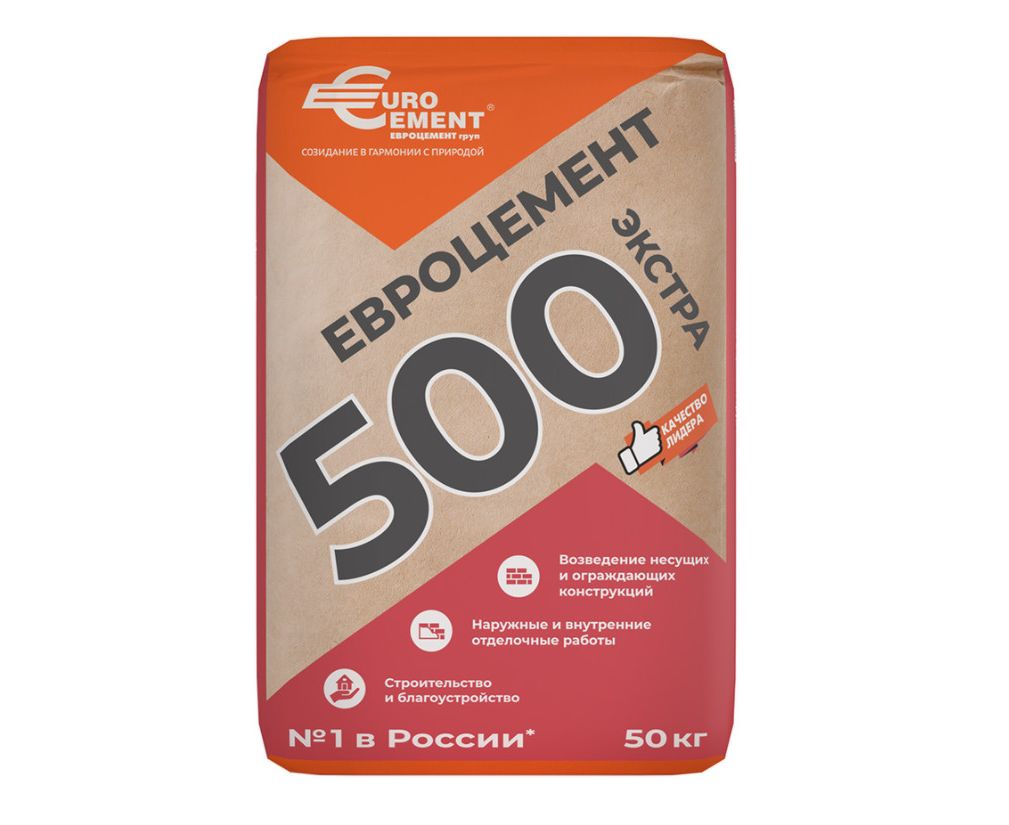 EURO
CEMENT®
ЕВРОЦЕМЕНТ груп
СОЗИДАНИЕ В ГАРМОНИИ С ПРИРОДОЙ
ЕВРОЦЕМЕНТ
500
ЭКСТРА
КАЧЕСТВО
ЛИДЕРА
Возведение несущих
и ограждающих
конструкций
Наружные и внутренние
отделочные работы
Строительство
и благоустройство
№1 в России*
50 кг